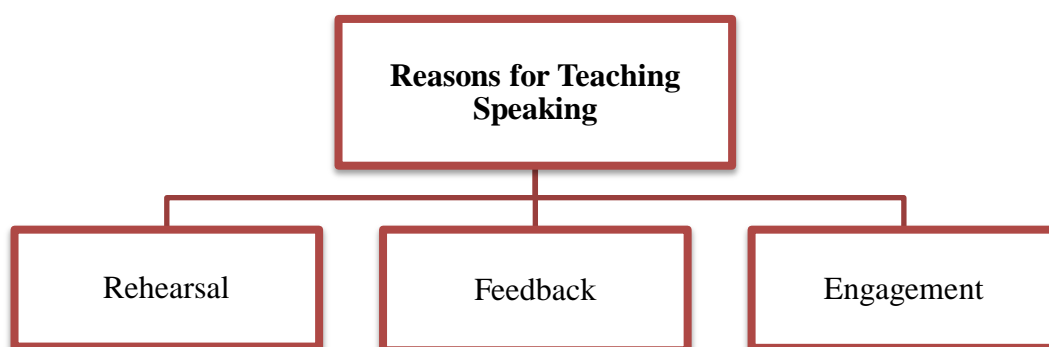 Reasons for Teaching
Speaking
Rehearsal
Feedback
Engagement